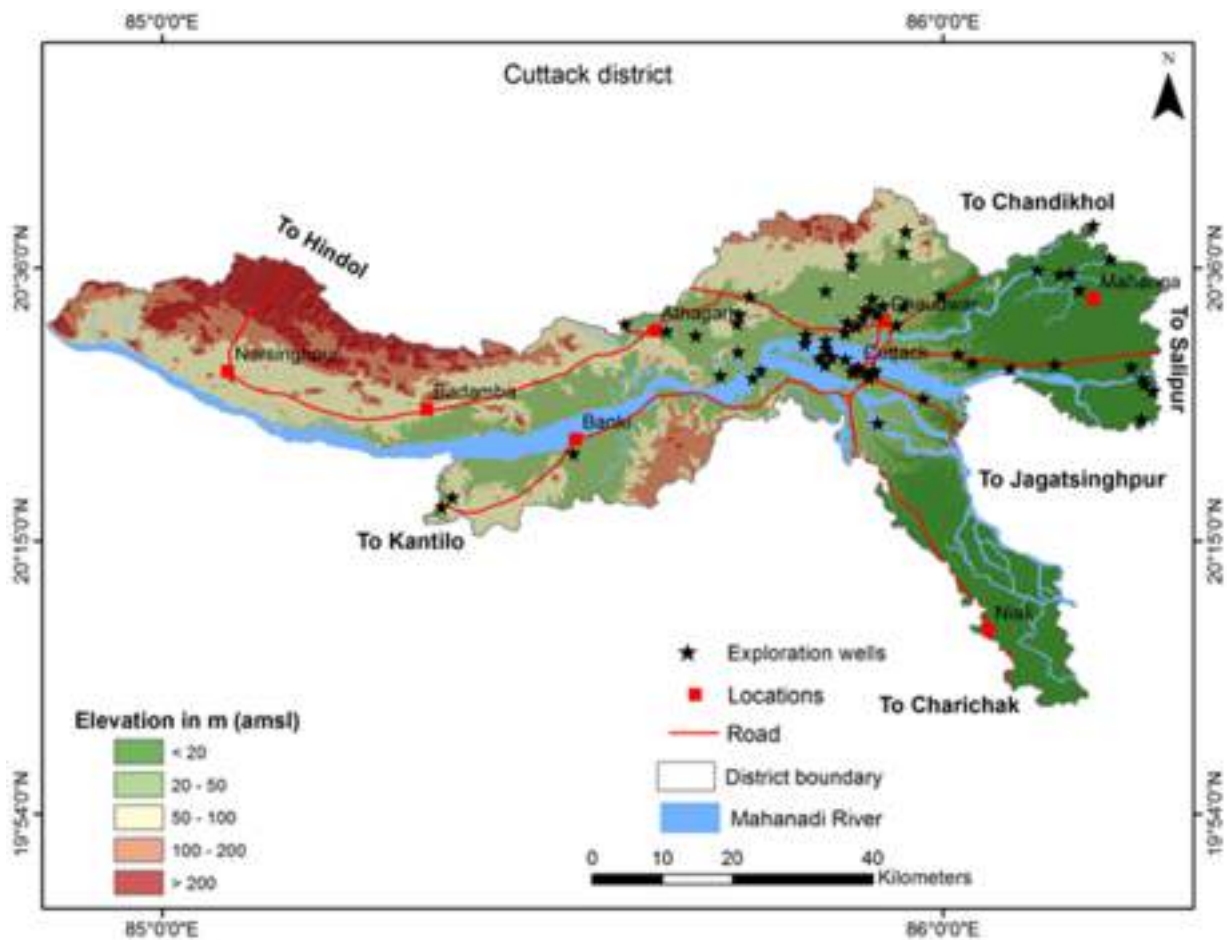 85°0'0"E
86°0'0"E
Cuttack district
N
To Chandikhol
To Hindol
20°36'0"N
20°36'0"N
Mahanga
Athagarh
Chaudwar
To Salipur
Narsinghpur
Cuttack
Badamba
Banki
To Jagatsinghpur
To Kantilo
20°15'0"N
20°15'0"N
Niali
Exploration wells
Locations
To Charichak
Road
Elevation in m (amsl)
< 20
20 - 50
50 - 100
100 - 200
> 200
District boundary
Mahanadi River
19°54'0"N
19°54'0"N
0 10 20 40
Kilometers
85°0'0"E
86°0'0"E